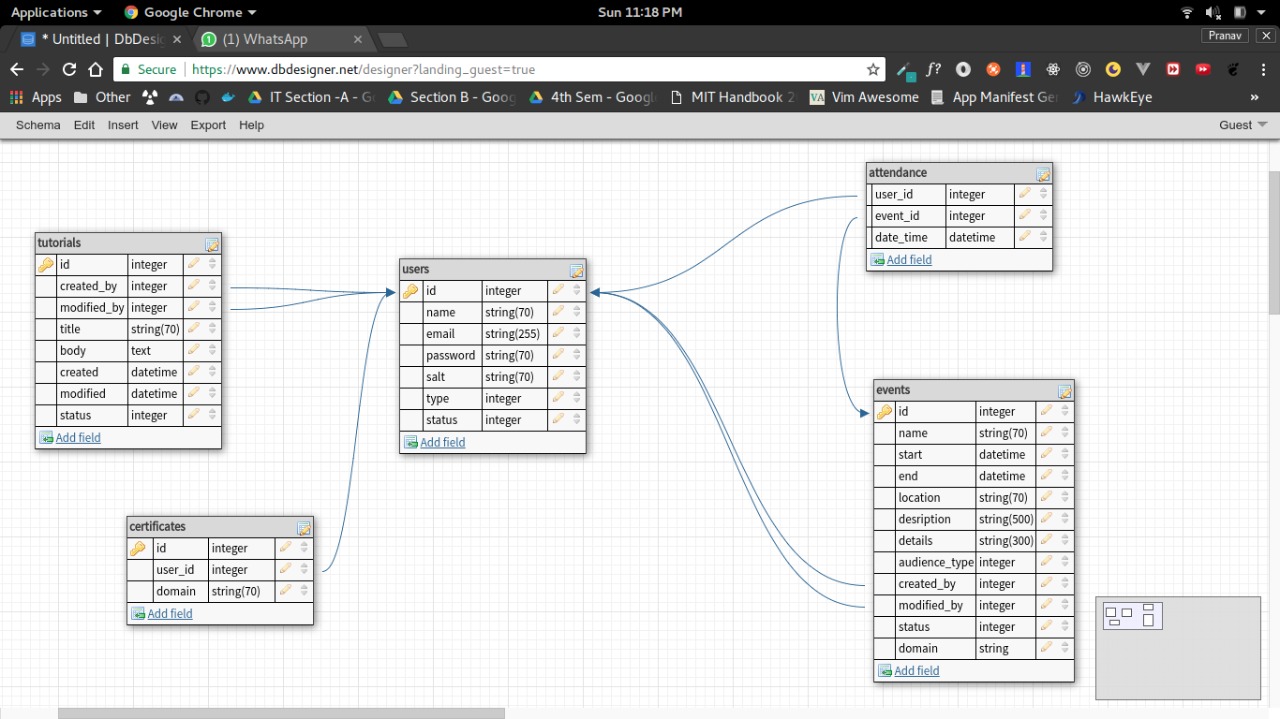 Applications Google Chrome Sun 11:18 PM
* Untitled | DbDesi (1) WhatsApp Pranav
Secure https://www.dbdesigner.net/designer?landing_guest=true
Apps Other IT Section -A - G Section B - Goog 4th Sem - Googl MIT Handbook 2 Vim Awesome App Manifest Ge HawkEye »
Schema Edit Insert View Export Help Guest
attendance
user_id integer
event_id integer
date_time datetime
Add field
tutorials
id integer
created_by integer
modified_by integer
title string(70)
body text
created datetime
modified datetime
status integer
Add field
users
id integer
name string(70)
email string(255)
password string(70)
salt string(70)
type integer
status integer
Add field
events
id integer
name string(70)
start datetime
end datetime
location string(70)
desription string(500)
details string(300)
audience_type integer
created_by integer
modified_by integer
status integer
domain string
Add field
certificates
id integer
user_id integer
domain string(70)
Add field